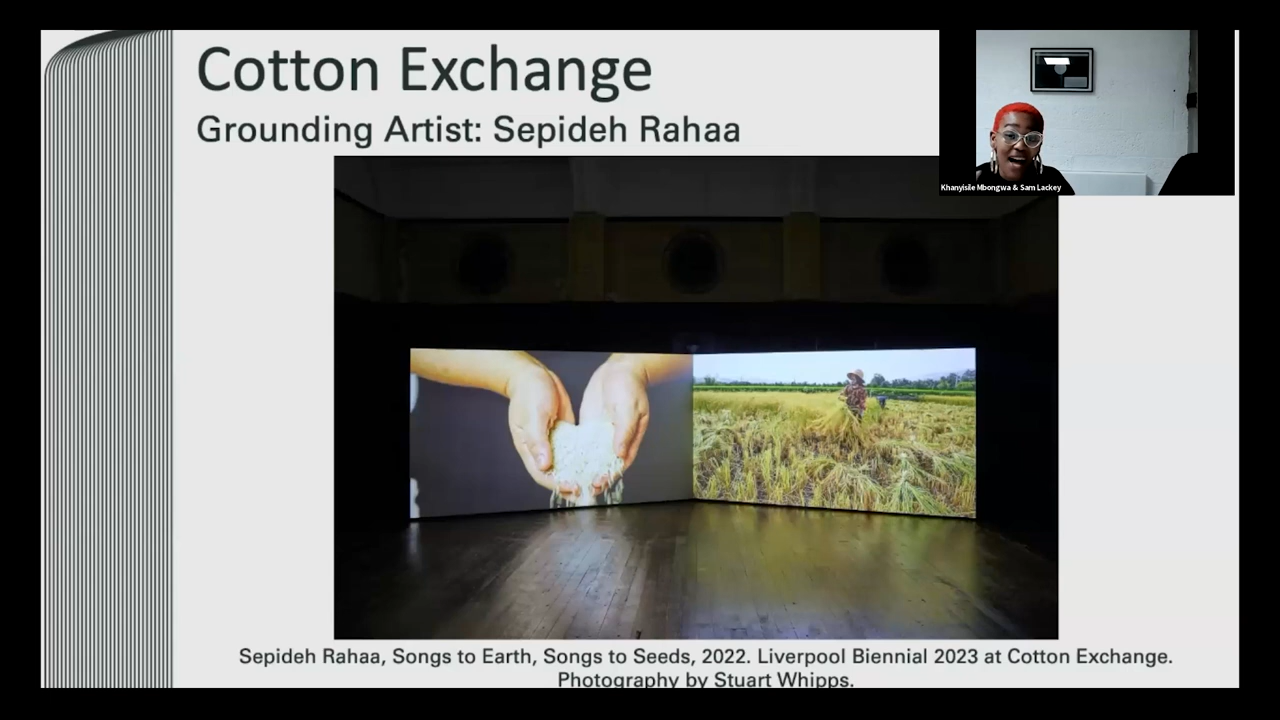 Cotton Exchange
Grounding Artist: Sepideh Rahaa
Khanyisile Mbongwa & Sam Lackey
Sepideh Rahaa, Songs to Earth, Songs to Seeds, 2022. Liverpool Biennial 2023 at Cotton Exchange.
Photography by Stuart Whipps.